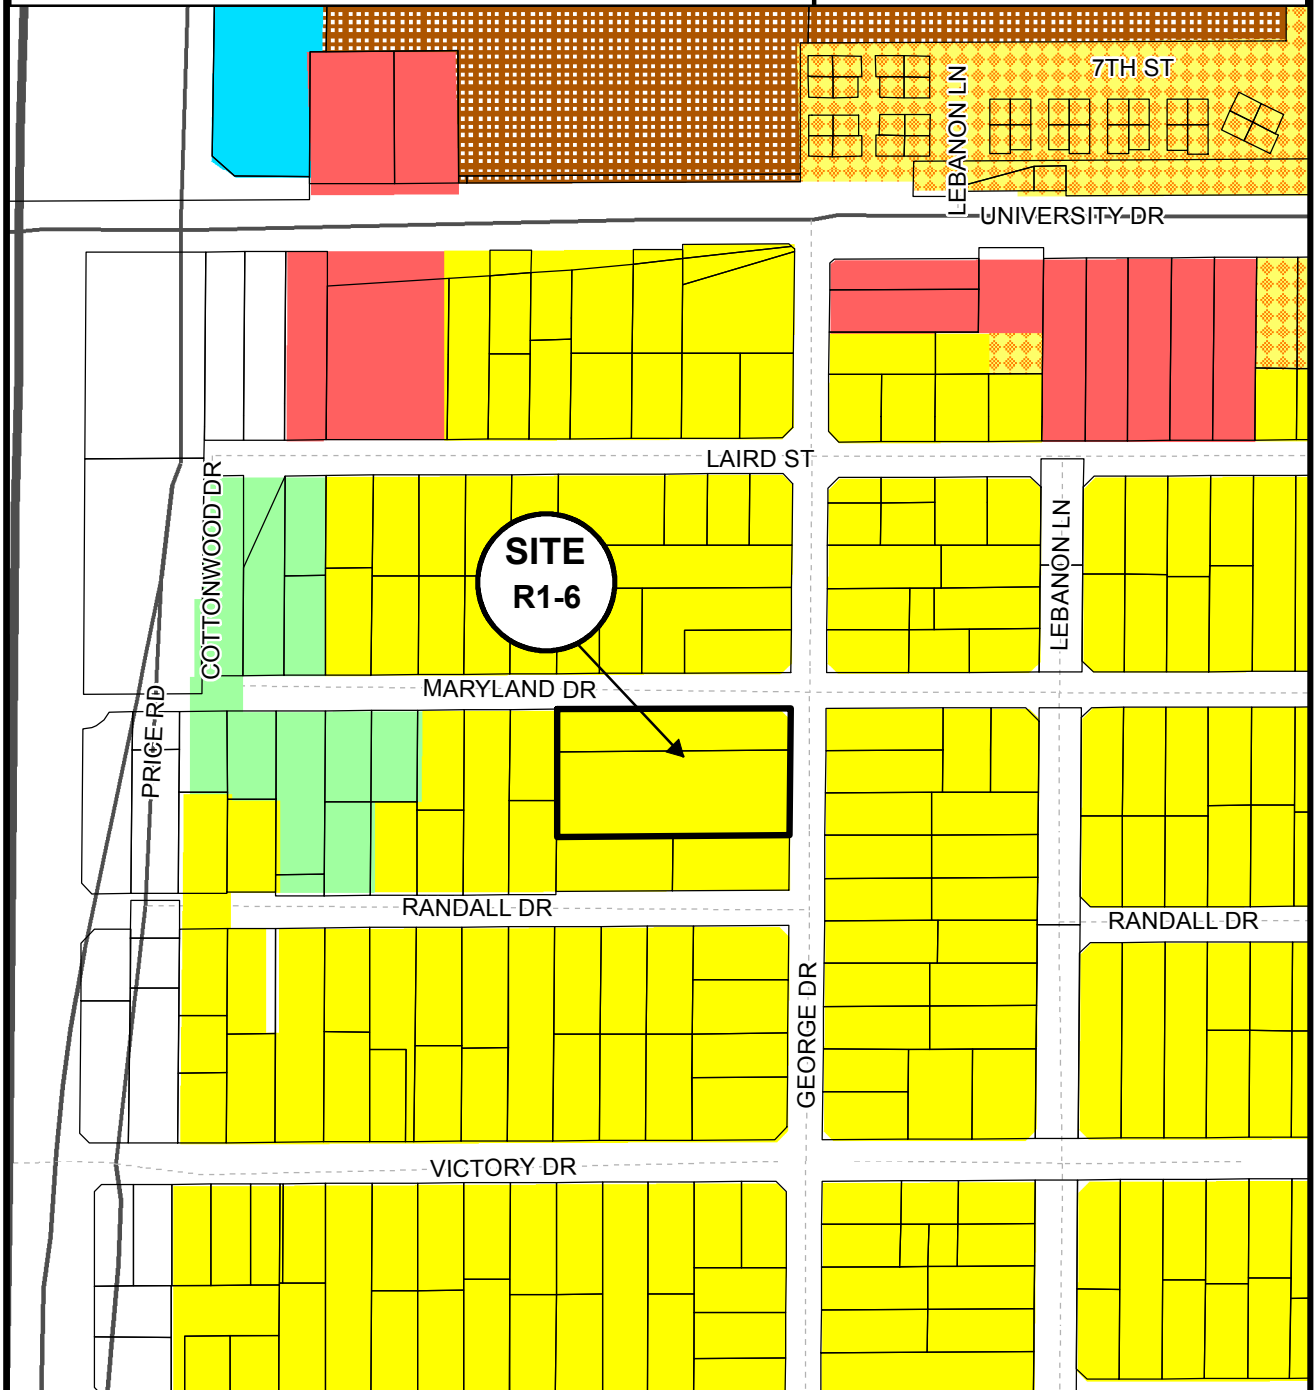 7TH ST
LEBANON LN
UNIVERSITY DR
LAIRD ST
COTTONWOOD DR
SITE
R1-6
LEBANON LN
MARYLAND DR
PRICE RD
RANDALL DR
RANDALL DR
GEORGE DR
VICTORY DR